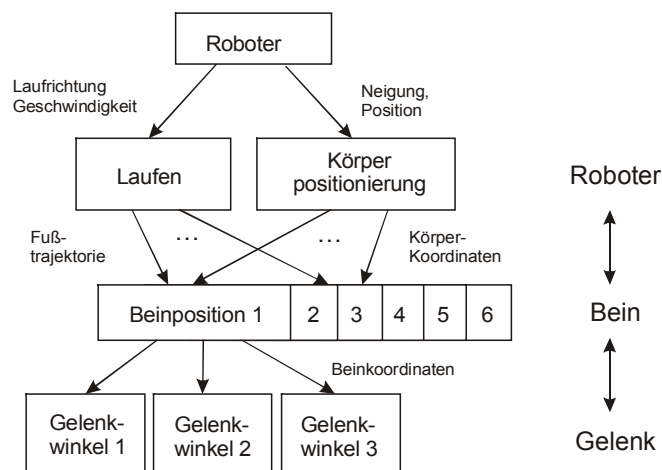 Roboter
Laufrichtung
Geschwindigkeit
Neigung,
Position
Laufen
Körper
positionierung
Roboter
Fuß-
trajektorie
...
...
Körper-
Koordinaten
Beinposition 1
2
3
4
5
6
Bein
Beinkoordinaten
Gelenk-
winkel 1
Gelenk-
winkel 2
Gelenk-
winkel 3
Gelenk